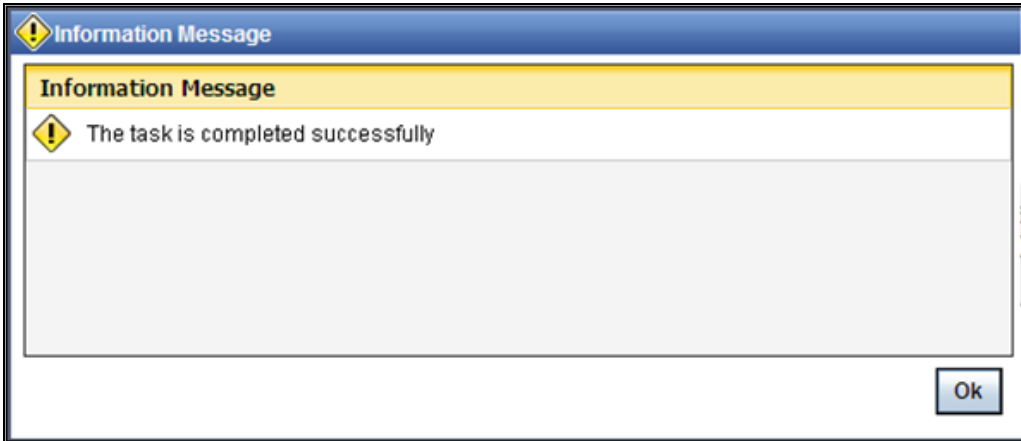 Information Message
Information Message
The task is completed successfully
Ok